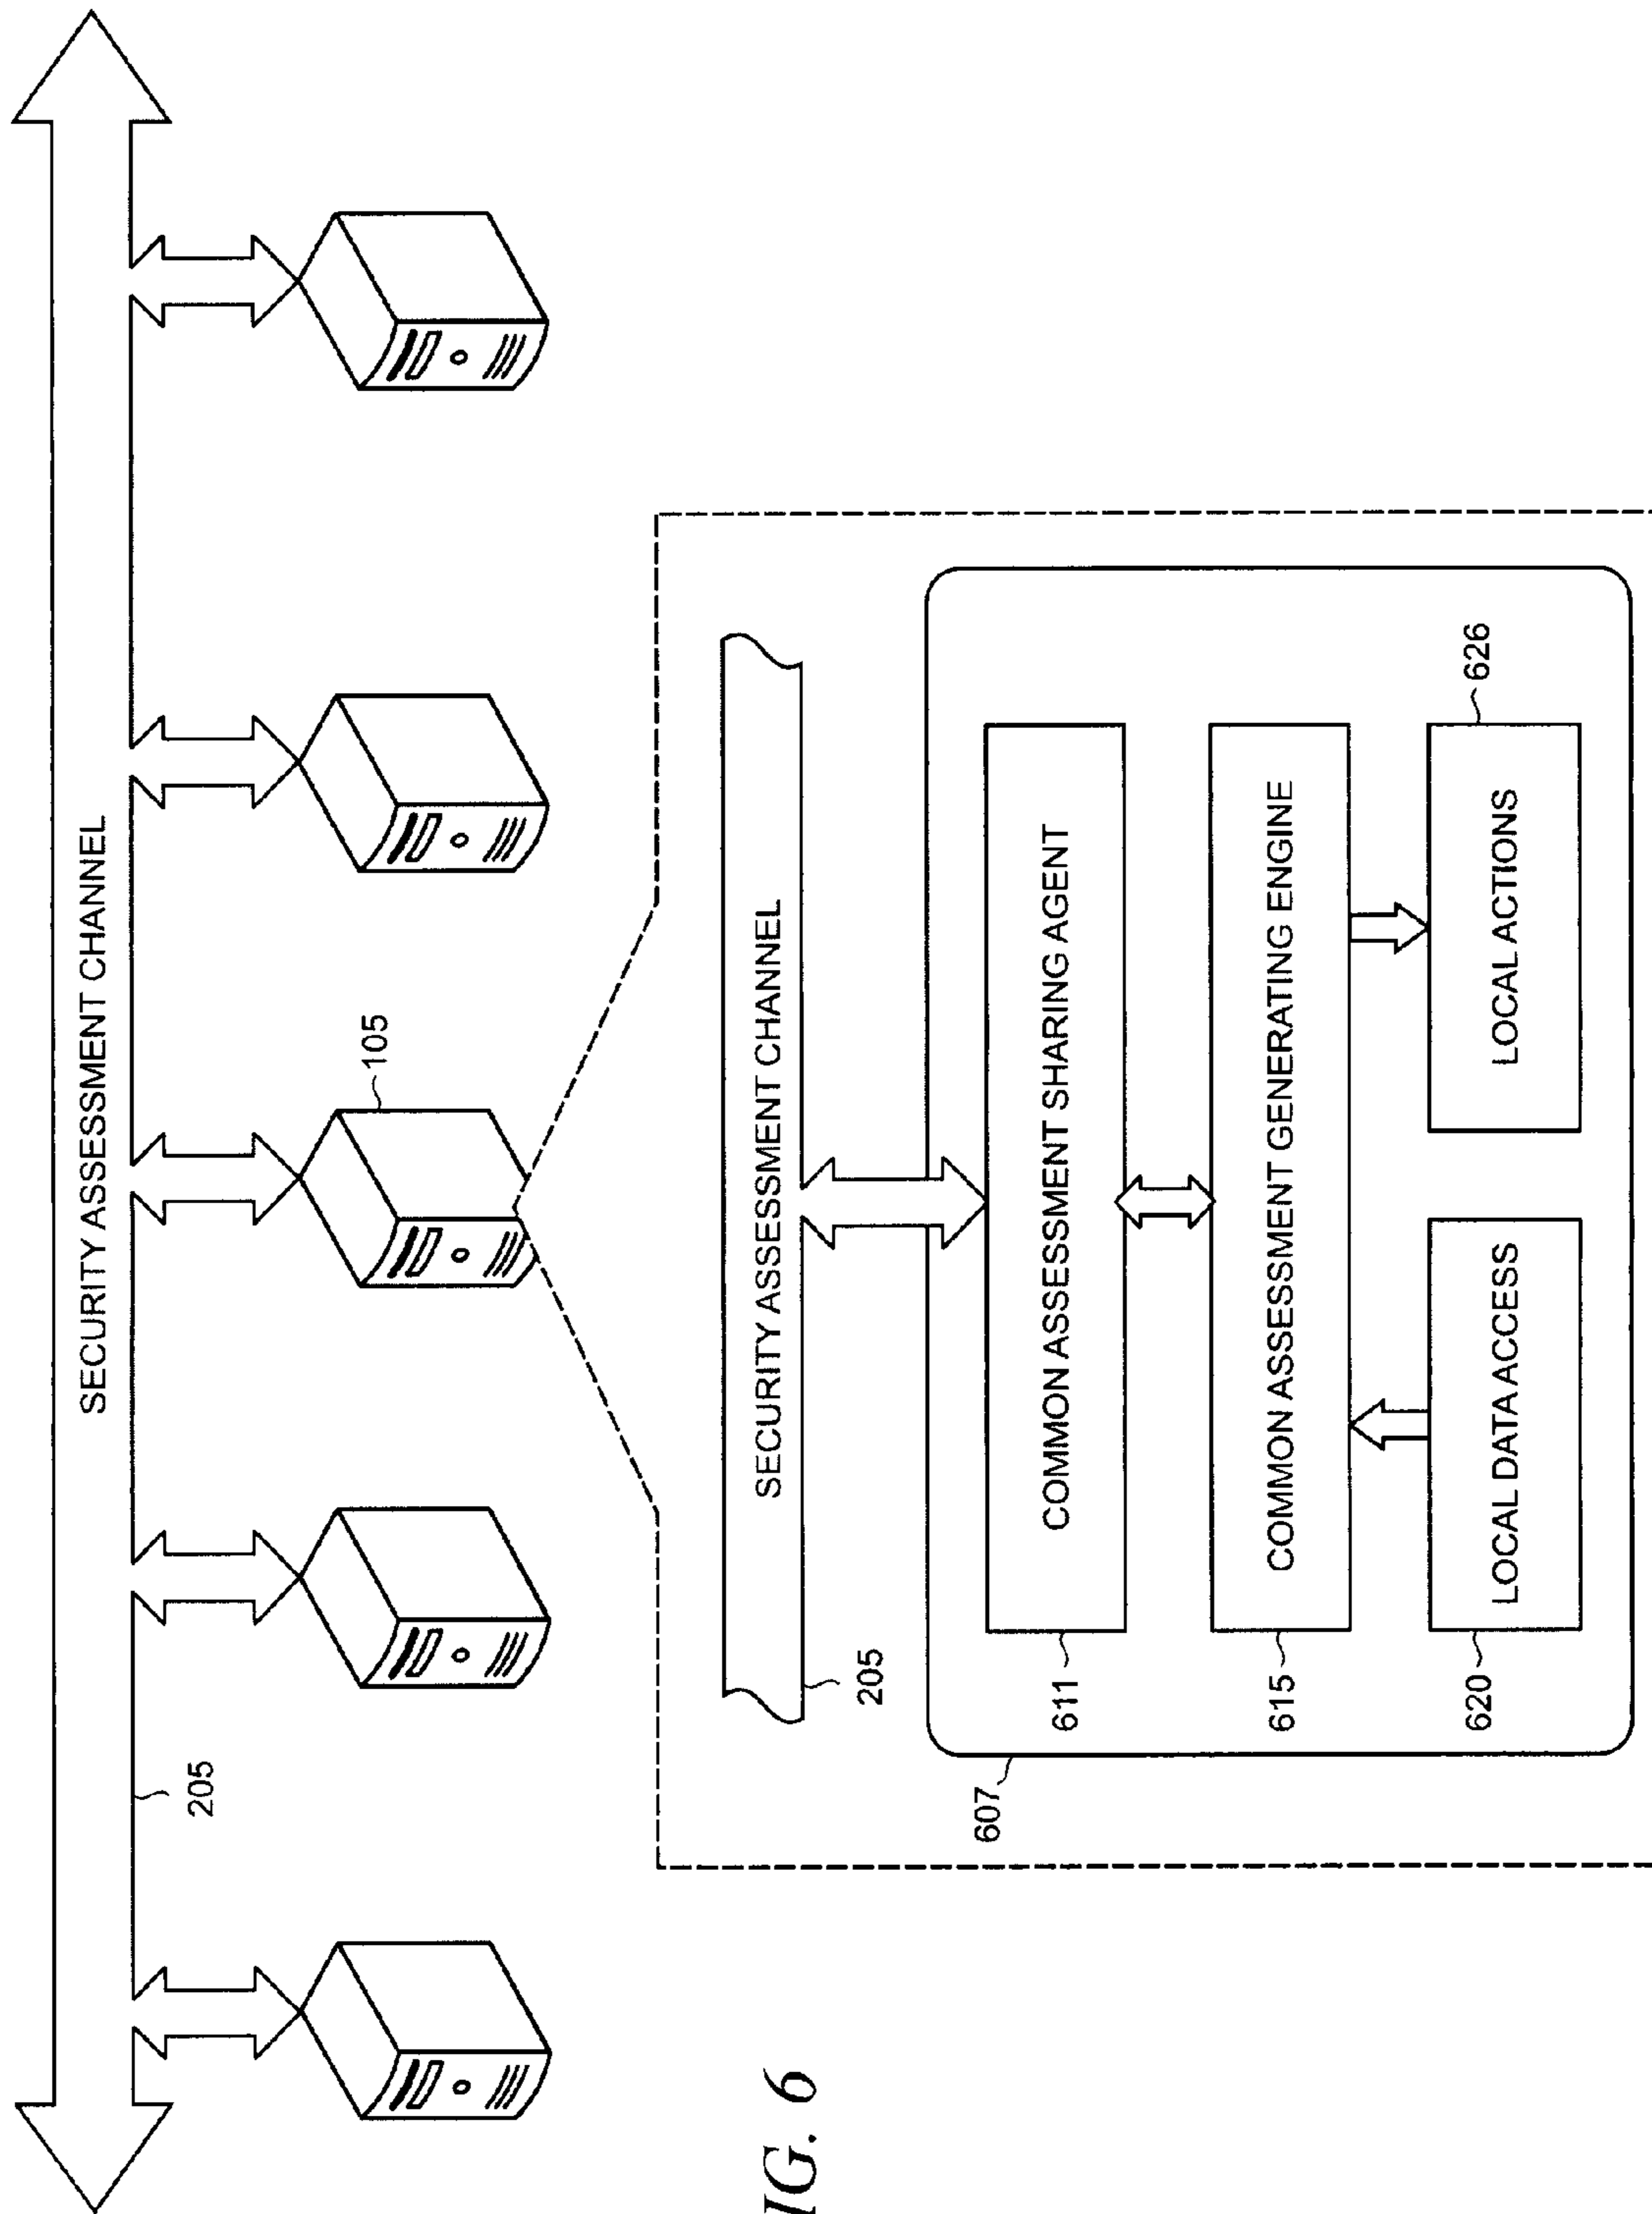 SECURITY ASSESSMENT CHANNEL
205
105
SECURITY ASSESSMENT CHANNEL
205
607
611
COMMON ASSESSMENT SHARING AGENT
615
COMMON ASSESSMENT GENERATING ENGINE
620
LOCAL DATA ACCESS
LOCAL ACTIONS
626
IG. 6